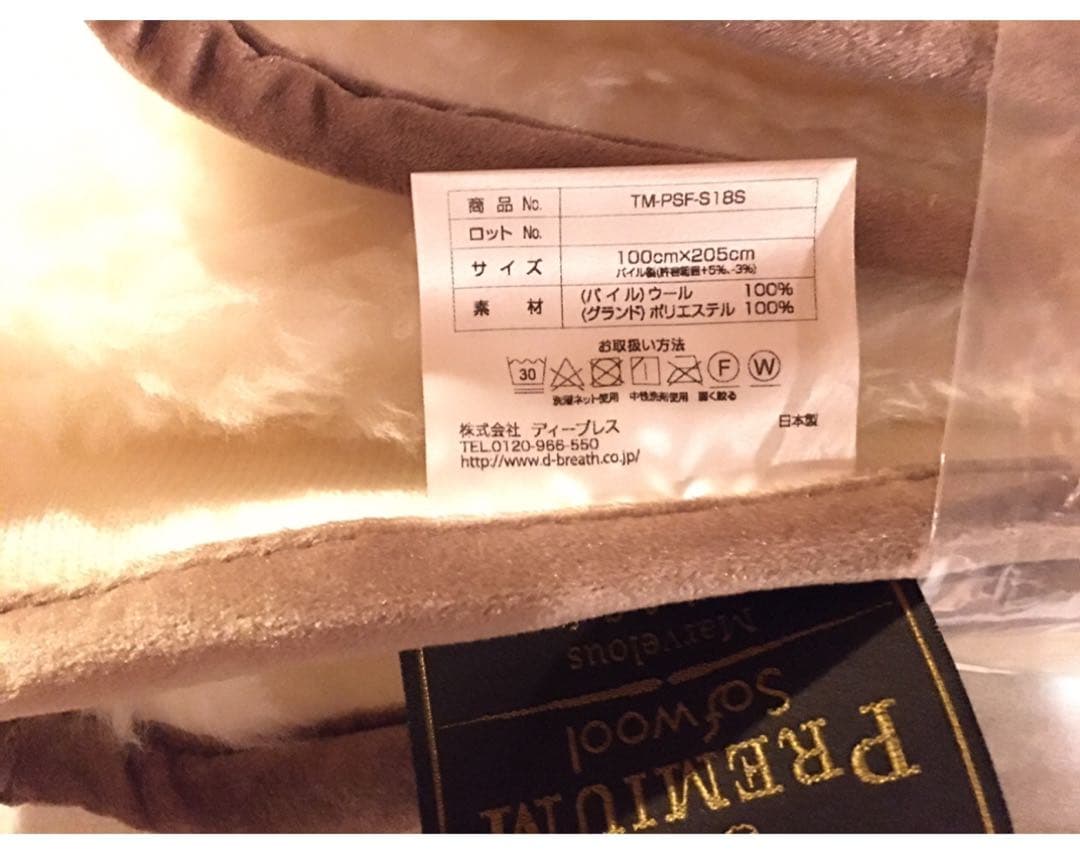 商品 No. TM-PSF-S18S
ロット No.
サイズ 100cm×205cm
パイル製(許容範囲+5%、-3%)
素材 (パイル)ウール 100%
(グランド)ポリエステル 100%
お取扱い方法
30 F W
洗濯ネット使用 中性洗剤使用 弱く絞る
株式会社 ディーブレス 日本製
TEL.0120-966-550
http://www.d-breath.co.jp/
PREMIUM
Sofwool
Marvelous